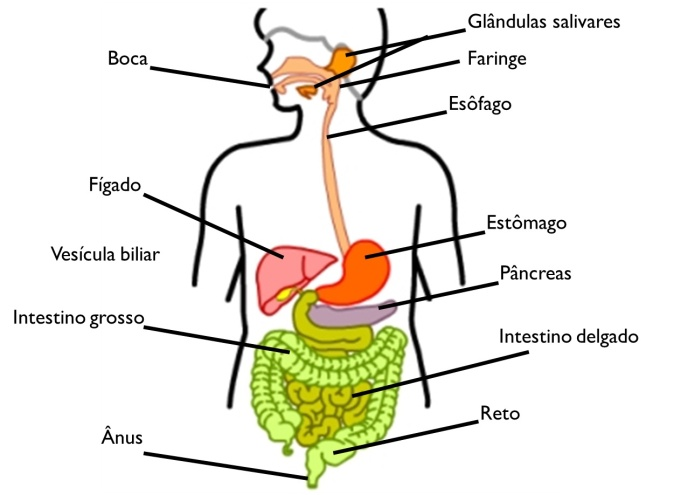 Glândulas salivares
Boca
Faringe
Esôfago
Fígado
Estômago
Vesícula biliar
Pâncreas
Intestino grosso
Intestino delgado
Reto
Ânus